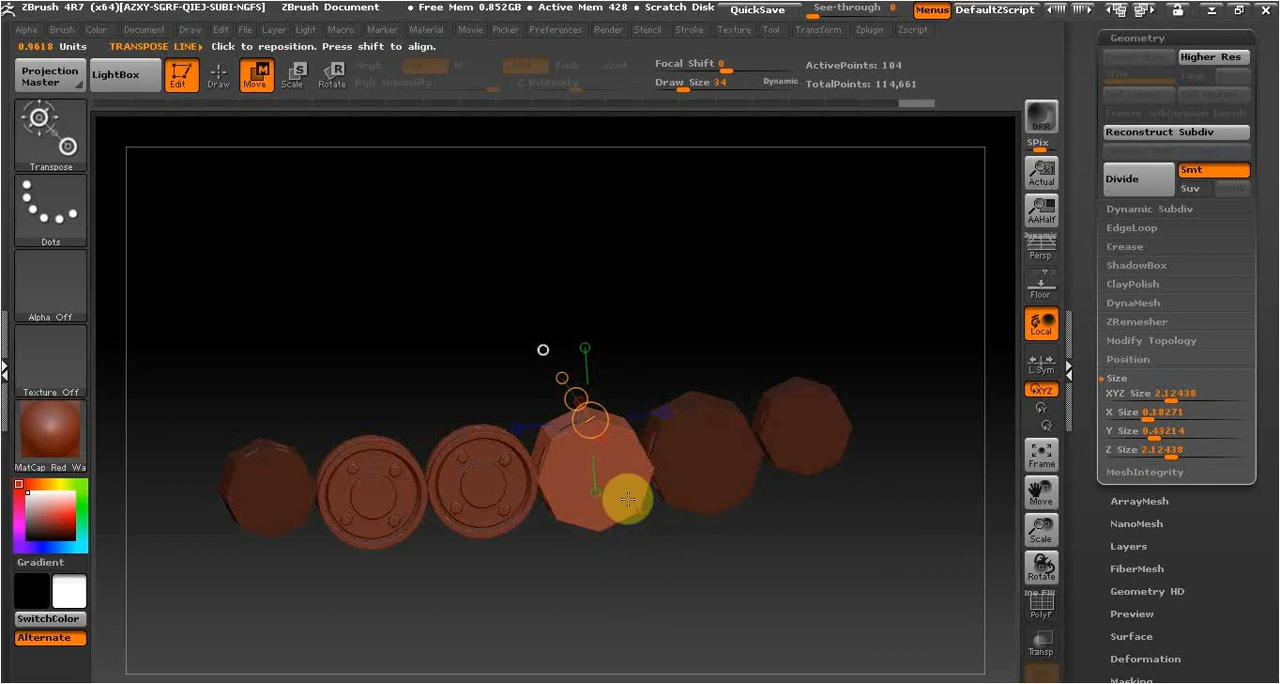 ZBrush 4R7 (x64)[AZXY-SGRF-QIEJ-SUBI-NGFS] ZBrush Document • Free Mem 0.852GB • Active Mem 428 • Scratch Disk QuickSave See-through 0 Menus DefaultZScript
Alpha Brush Color Document Draw Edit File Layer Light Macro Marker Material Movie Picker Preferences Render Stencil Stroke Texture Tool Transform Zplugin Zscript
0.9618 Units TRANSPOSE LINE Click to reposition. Press shift to align.
Projection Master
LightBox
Edit
Draw
Move
Scale
Rotate
Mrgb
M
Zsub
Zcut
Rgb Intensity
Z Intensity
Focal Shift 0
Draw Size 34 Dynamic
ActivePoints: 104
TotalPoints: 114,661
Transpose
Dots
Alpha Off
Texture Off
MatCap Red Wa
Gradient
SwitchColor
Alternate
BPR
SPix
Actual
AAHalf
Dynamic
Persp
Floor
Local
L.Sym
XYZ
Frame
Move
Scale
Rotate
Line Fill
PolyF
Transp
Geometry
Higher Res
SDiv
Edge
Reconstruct Subdiv
Divide
Smt
Suv
Dynamic Subdiv
EdgeLoop
Crease
ShadowBox
ClayPolish
DynaMesh
ZRemesher
Modify Topology
Position
Size
XYZ Size 2.12438
X Size 0.18271
Y Size 0.43214
Z Size 2.12438
MeshIntegrity
ArrayMesh
NanoMesh
Layers
FiberMesh
Geometry HD
Preview
Surface
Deformation
Masking